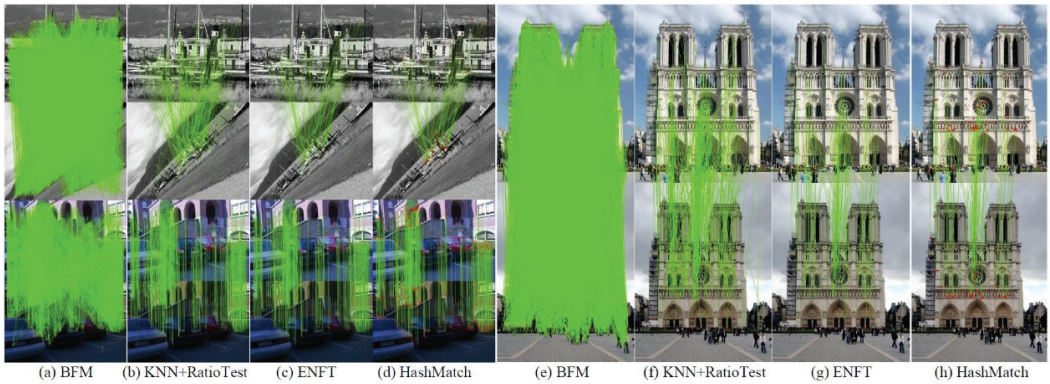 (a) BFM
(b) KNN+RatioTest
(c) ENFT
(d) HashMatch
(e) BFM
(f) KNN+RatioTest
(g) ENFT
(h) HashMatch